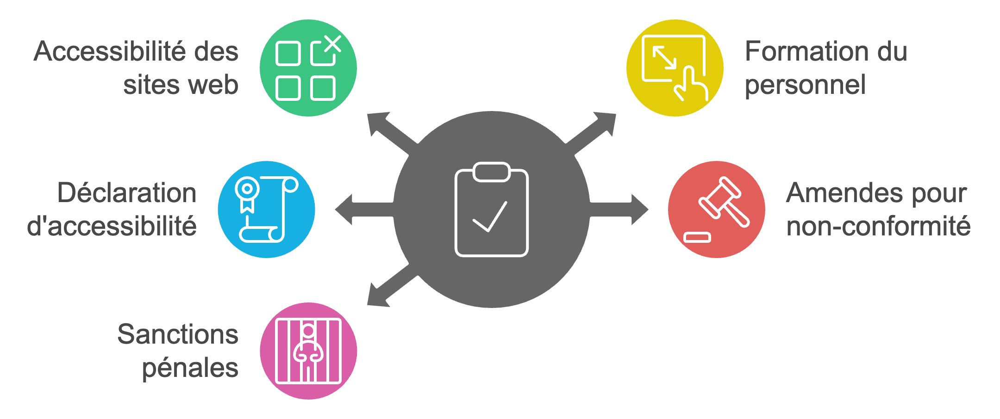 Accessibilité des
sites web
Formation du
personnel
Déclaration
d'accessibilité
Amendes pour
non-conformité
Sanctions
pénales